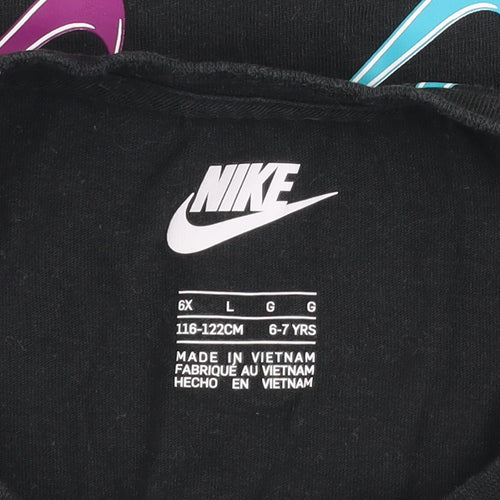 NIKE
6X L G G
116-122CM 6-7 YRS
MADE IN VIETNAM
FABRIQUÉ AU VIETNAM
HECHO EN VIETNAM